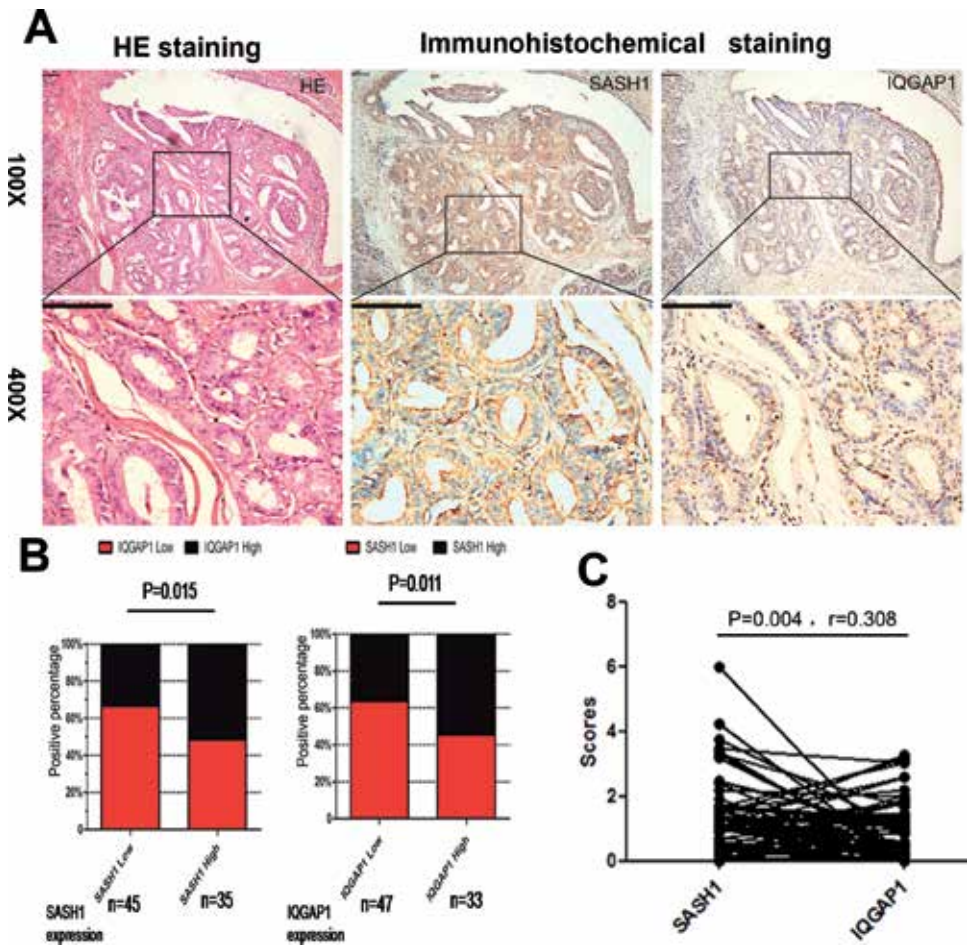 A
HE staining
Immunohistochemical staining
HE
SASH1
IQGAP1
100X
400X
B
IQGAP1 Low
IQGAP1 High
P=0.015
Positive percentage
100%
80%
60%
40%
20%
0
SASH1 Low
SASH1 High
SASH1 expression
n=45
n=35
SASH1 Low
SASH1 High
P=0.011
Positive percentage
100%
80%
60%
40%
20%
0
IQGAP1 Low
IQGAP1 High
IQGAP1 expression
n=47
n=33
C
P=0.004 , r=0.308
Scores
8
6
4
2
0
SASH1
IQGAP1